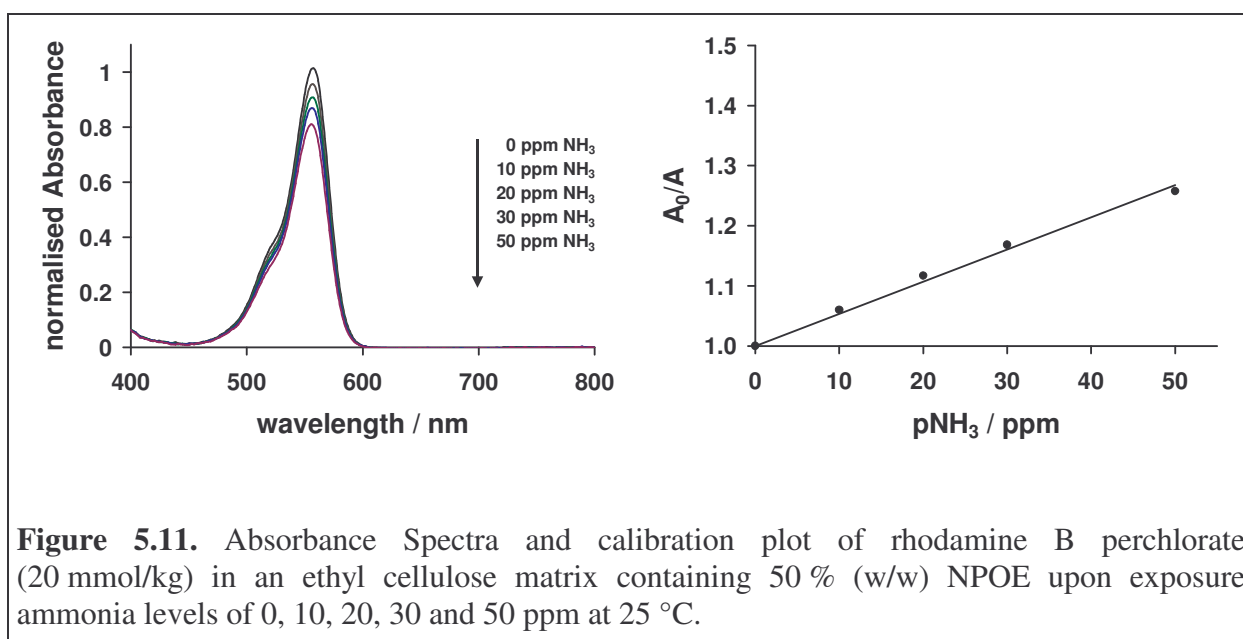 normalised Absorbance
1
0.8
0.6
0.4
0.2
0
400 500 600 700 800
wavelength / nm
0 ppm NH₃
10 ppm NH₃
20 ppm NH₃
30 ppm NH₃
50 ppm NH₃
A₀/A
1.5
1.4
1.3
1.2
1.1
1.0
0 10 20 30 40 50
pNH₃ / ppm
Figure 5.11. Absorbance Spectra and calibration plot of rhodamine B perchlorate
(20 mmol/kg) in an ethyl cellulose matrix containing 50 % (w/w) NPOE upon exposure
ammonia levels of 0, 10, 20, 30 and 50 ppm at 25 °C.